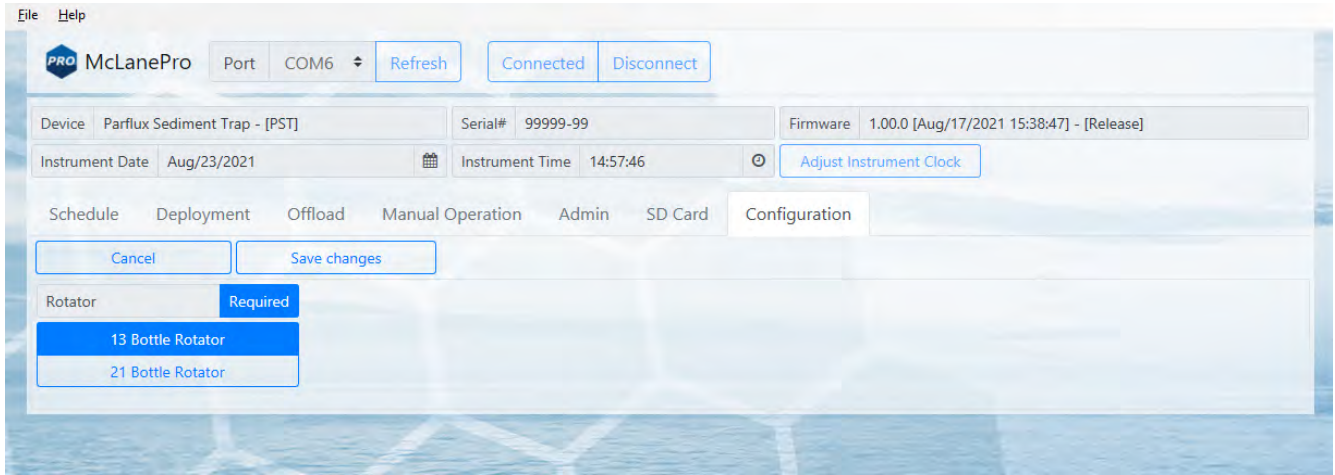 File Help
PRO McLanePro Port COM6 Refresh Connected Disconnect
Device Parflux Sediment Trap - [PST] Serial# 99999-99 Firmware 1.00.0 [Aug/17/2021 15:38:47] - [Release]
Instrument Date Aug/23/2021 Instrument Time 14:57:46 Adjust Instrument Clock
Schedule Deployment Offload Manual Operation Admin SD Card Configuration
Cancel Save changes
Rotator Required
13 Bottle Rotator
21 Bottle Rotator